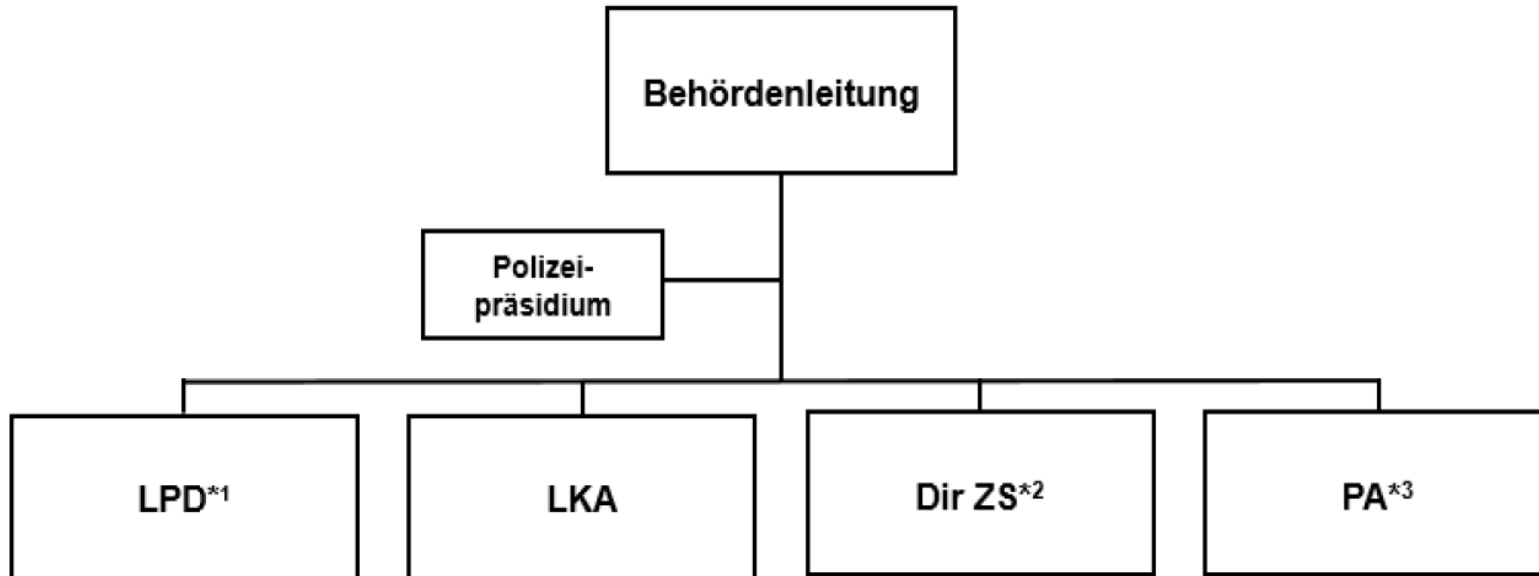 Behördenleitung
Polizei-
präsidium
LPD*1
LKA
Dir ZS*2
PA*3